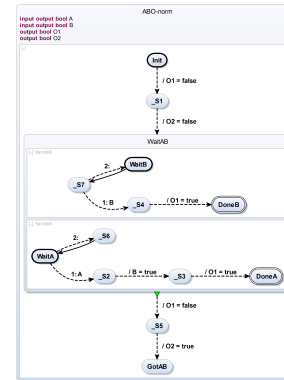 ABO-norm
input output bool A
input output bool B
output bool O1
output bool O2
[-]
Init
/ O1 = false
_S1
/ O2 = false
WaitAB
[-] HandleB
2:
WaitB
_S7
1: B
_S4
/ O1 = true
DoneB
[-] HandleA
2:
_S6
WaitA
1: A
_S2
/ B = true
_S3
/ O1 = true
DoneA
/ O1 = false
_S5
/ O2 = true
GotAB